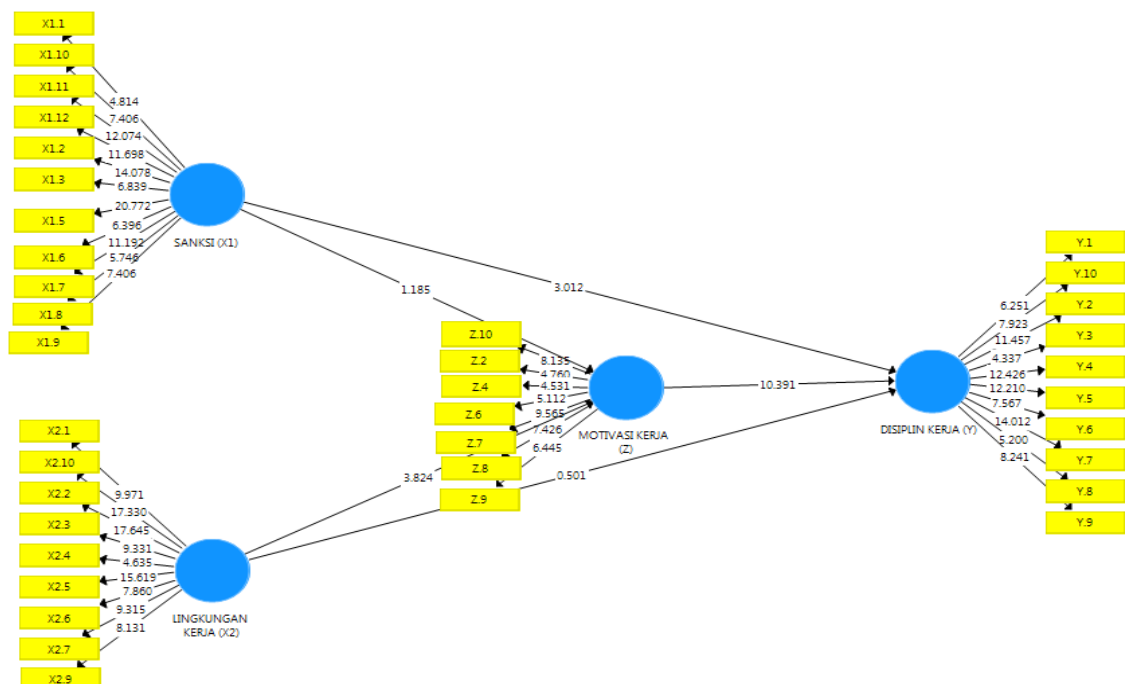 X1.1
X1.10
X1.11
X1.12
X1.2
X1.3
X1.5
X1.6
X1.7
X1.8
X1.9
4.814
7.406
12.074
11.698
14.078
6.839
20.772
6.396
11.192
5.746
7.406
SANKSI (X1)
1.185
3.012
Z.10
Z.2
Z.4
Z.6
Z.7
Z.8
Z.9
8.135
4.760
4.531
5.112
9.565
7.426
6.445
MOTIVASI KERJA
(Z)
10.391
3.824
0.501
X2.1
X2.10
X2.2
X2.3
X2.4
X2.5
X2.6
X2.7
X2.9
9.971
17.330
17.645
9.331
4.635
15.619
7.860
9.315
8.131
LINGKUNGAN
KERJA (X2)
DISIPLIN KERJA (Y)
6.251
7.923
11.457
4.337
12.426
12.210
7.567
14.012
5.200
8.241
Y.1
Y.10
Y.2
Y.3
Y.4
Y.5
Y.6
Y.7
Y.8
Y.9